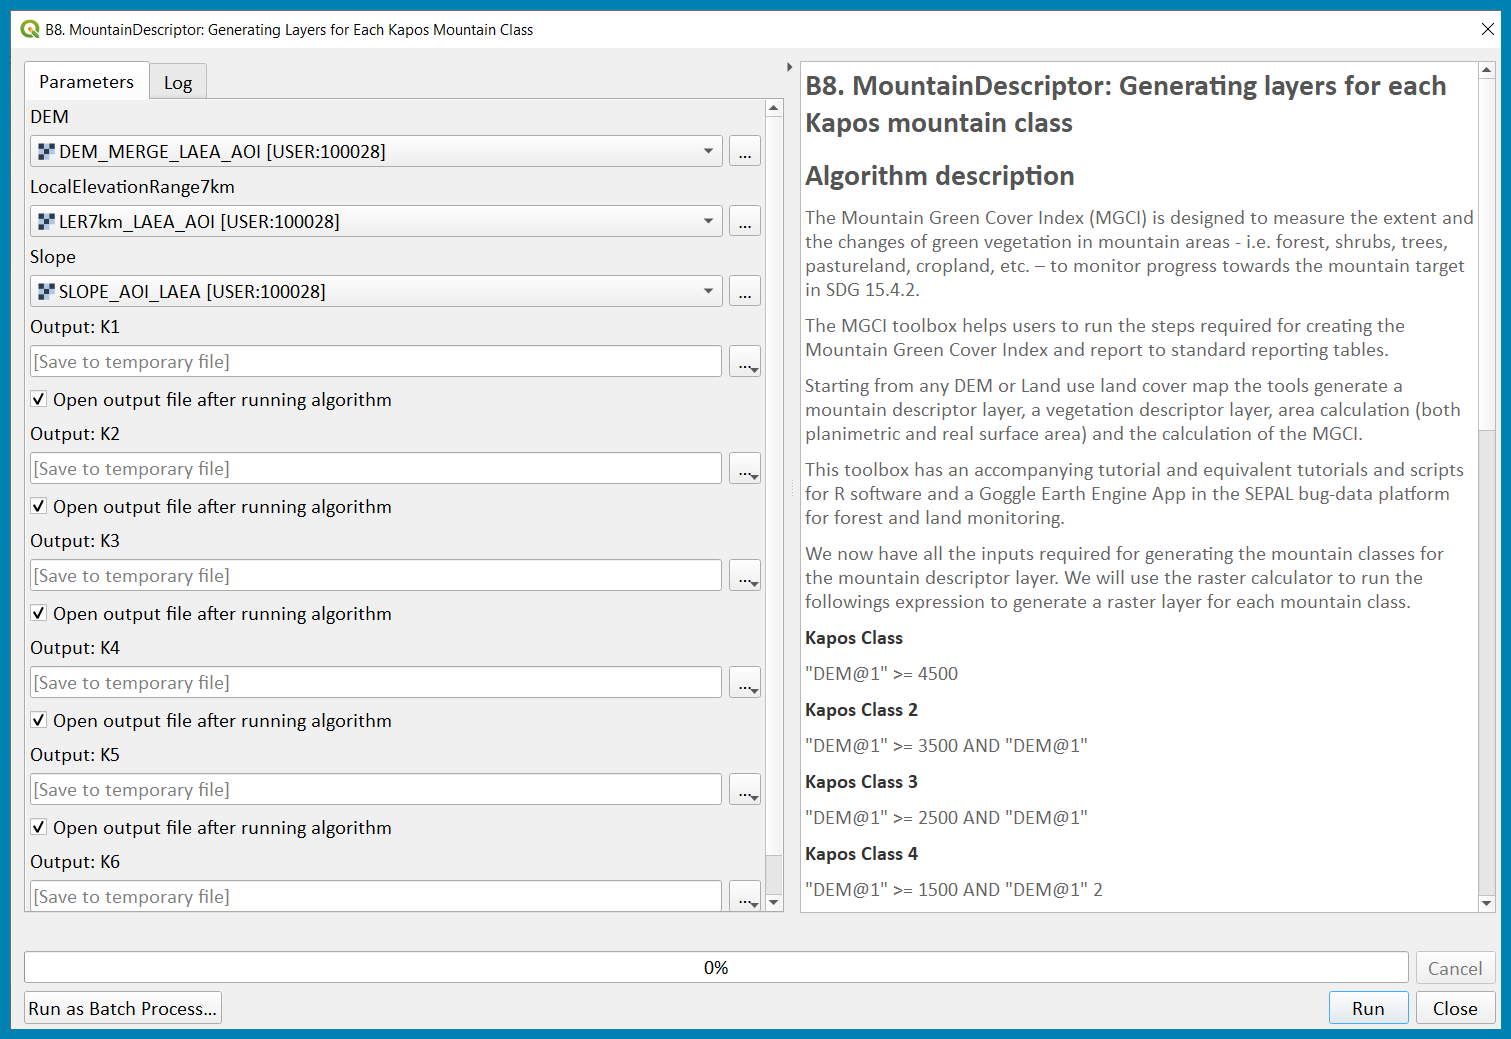 B8. MountainDescriptor: Generating Layers for Each Kapos Mountain Class
Parameters
Log
DEM
DEM_MERGE_LAEA_AOI [USER:100028]
...
LocalElevationRange7km
LER7km_LAEA_AOI [USER:100028]
...
Slope
SLOPE_AOI_LAEA [USER:100028]
...
Output: K1
[Save to temporary file]
...
Open output file after running algorithm
Output: K2
[Save to temporary file]
...
Open output file after running algorithm
Output: K3
[Save to temporary file]
...
Open output file after running algorithm
Output: K4
[Save to temporary file]
...
Open output file after running algorithm
Output: K5
[Save to temporary file]
...
Open output file after running algorithm
Output: K6
[Save to temporary file]
...
B8. MountainDescriptor: Generating layers for each
Kapos mountain class
Algorithm description
The Mountain Green Cover Index (MGCI) is designed to measure the extent and
the changes of green vegetation in mountain areas - i.e. forest, shrubs, trees,
pastureland, cropland, etc. – to monitor progress towards the mountain target
in SDG 15.4.2.
The MGCI toolbox helps users to run the steps required for creating the
Mountain Green Cover Index and report to standard reporting tables.
Starting from any DEM or Land use land cover map the tools generate a
mountain descriptor layer, a vegetation descriptor layer, area calculation (both
planimetric and real surface area) and the calculation of the MGCI.
This toolbox has an accompanying tutorial and equivalent tutorials and scripts
for R software and a Goggle Earth Engine App in the SEPAL bug-data platform
for forest and land monitoring.
We now have all the inputs required for generating the mountain classes for
the mountain descriptor layer. We will use the raster calculator to run the
followings expression to generate a raster layer for each mountain class.
Kapos Class
"DEM@1" >= 4500
Kapos Class 2
"DEM@1" >= 3500 AND "DEM@1"
Kapos Class 3
"DEM@1" >= 2500 AND "DEM@1"
Kapos Class 4
"DEM@1" >= 1500 AND "DEM@1" 2
0%
Cancel
Run as Batch Process...
Run
Close